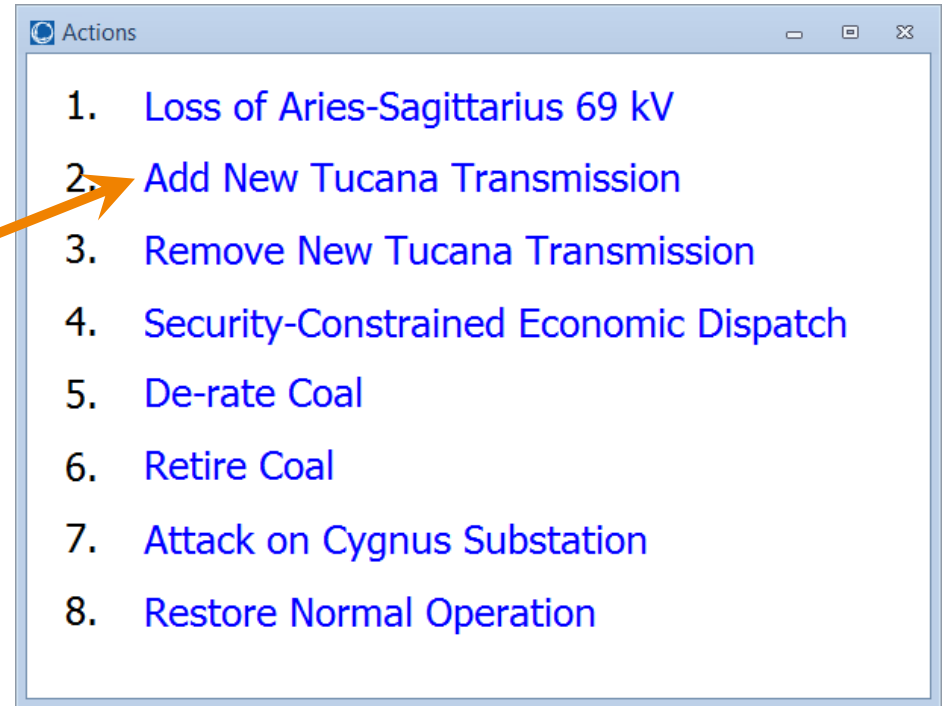 Actions
1. Loss of Aries-Sagittarius 69 kV
2. Add New Tucana Transmission
3. Remove New Tucana Transmission
4. Security-Constrained Economic Dispatch
5. De-rate Coal
6. Retire Coal
7. Attack on Cygnus Substation
8. Restore Normal Operation